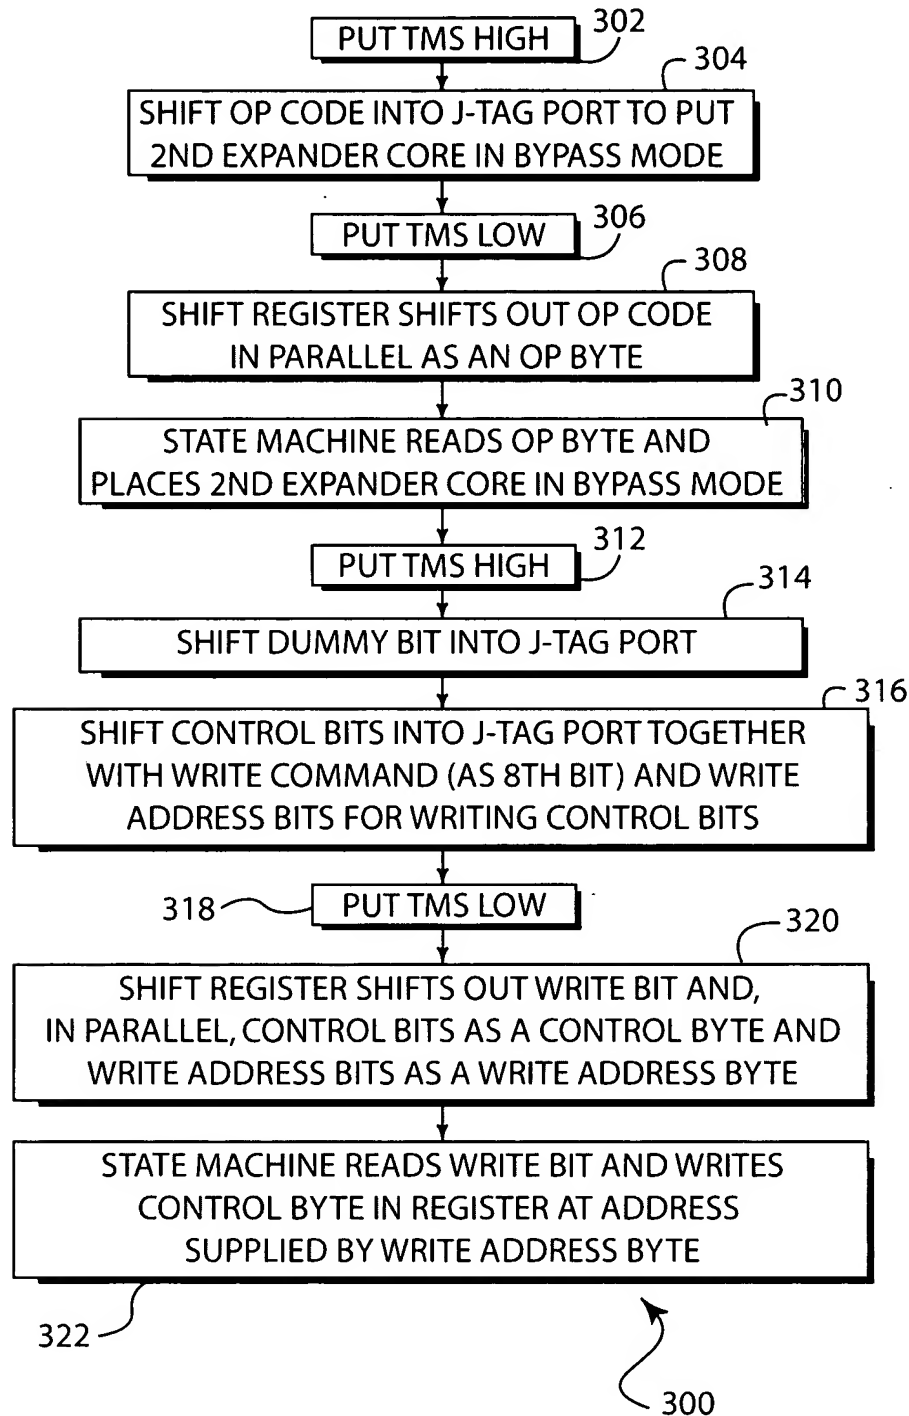 PUT TMS HIGH
302
304
SHIFT OP CODE INTO J-TAG PORT TO PUT
2ND EXPANDER CORE IN BYPASS MODE
PUT TMS LOW
306
308
SHIFT REGISTER SHIFTS OUT OP CODE
IN PARALLEL AS AN OP BYTE
310
STATE MACHINE READS OP BYTE AND
PLACES 2ND EXPANDER CORE IN BYPASS MODE
PUT TMS HIGH
312
314
SHIFT DUMMY BIT INTO J-TAG PORT
316
SHIFT CONTROL BITS INTO J-TAG PORT TOGETHER
WITH WRITE COMMAND (AS 8TH BIT) AND WRITE
ADDRESS BITS FOR WRITING CONTROL BITS
318
PUT TMS LOW
320
SHIFT REGISTER SHIFTS OUT WRITE BIT AND,
IN PARALLEL, CONTROL BITS AS A CONTROL BYTE AND
WRITE ADDRESS BITS AS A WRITE ADDRESS BYTE
STATE MACHINE READS WRITE BIT AND WRITES
CONTROL BYTE IN REGISTER AT ADDRESS
SUPPLIED BY WRITE ADDRESS BYTE
322
300